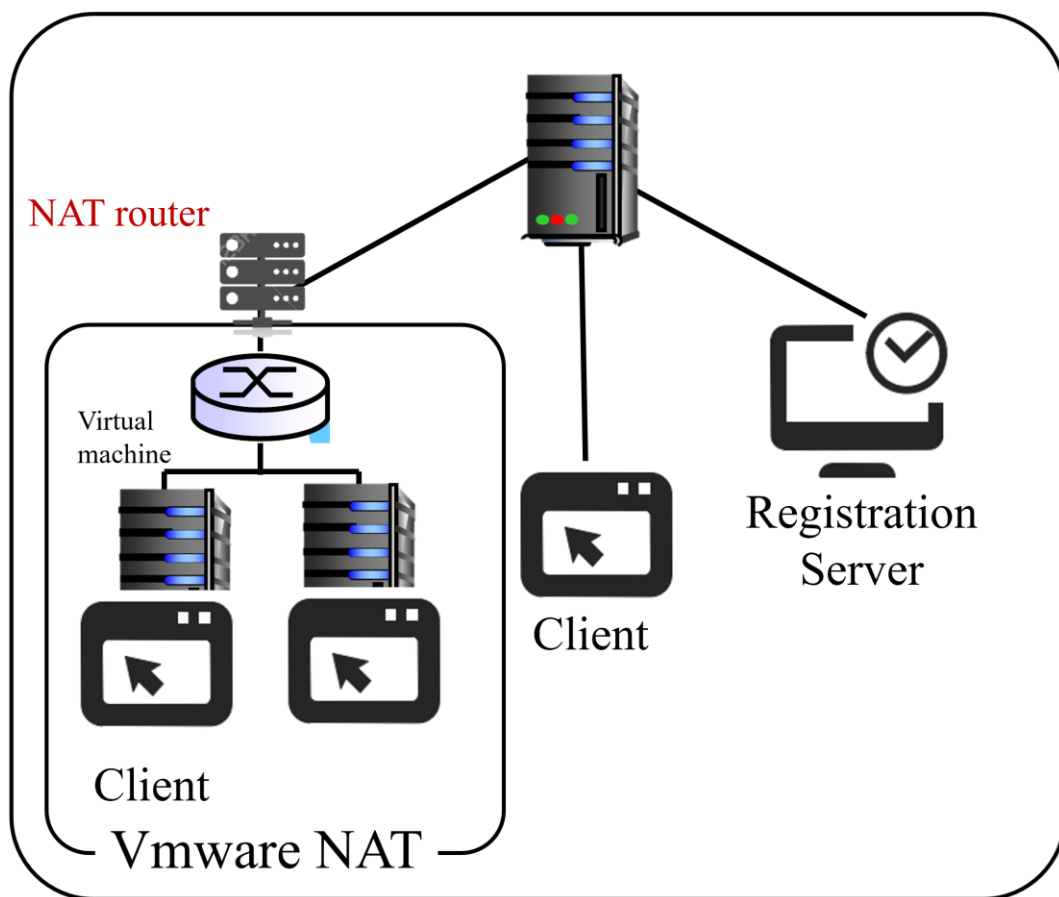 NAT router
Virtual
machine
Registration
Server
Client
Client
Vmware NAT